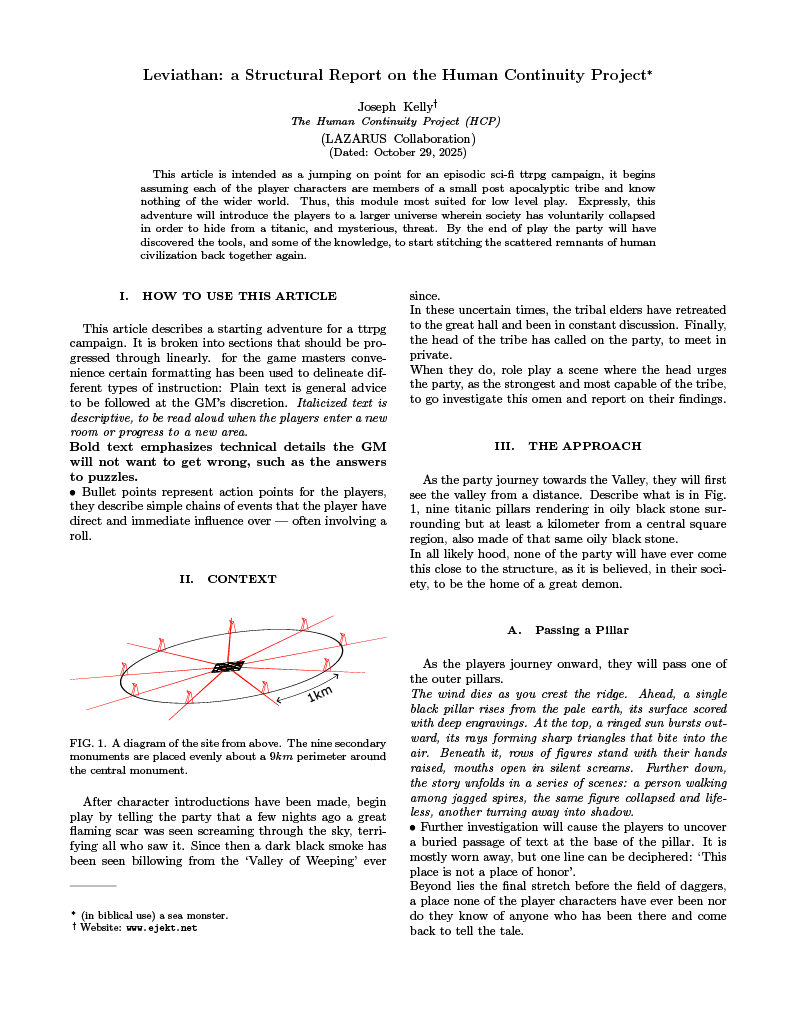 Leviathan: a Structural Report on the Human Continuity Project*
Joseph Kelly†
The Human Continuity Project (HCP)
(LAZARUS Collaboration)
(Dated: October 29, 2025)
This article is intended as a jumping on point for an episodic sci-fi ttrpg campaign, it begins
assuming each of the player characters are members of a small post apocalyptic tribe and know
nothing of the wider world. Thus, this module most suited for low level play. Expressly, this
adventure will introduce the players to a larger universe wherein society has voluntarily collapsed
in order to hide from a titanic, and mysterious, threat. By the end of play the party will have
discovered the tools, and some of the knowledge, to start stitching the scattered remnants of human
civilization back together again.
I. HOW TO USE THIS ARTICLE
This article describes a starting adventure for a ttrpg
campaign. It is broken into sections that should be pro-
gressed through linearly. for the game masters conve-
nience certain formatting has been used to delineate dif-
ferent types of instruction: Plain text is general advice
to be followed at the GM's discretion. Italicized text is
descriptive, to be read aloud when the players enter a new
room or progress to a new area.
Bold text emphasizes technical details the GM
will not want to get wrong, such as the answers
to puzzles.
• Bullet points represent action points for the players,
they describe simple chains of events that the player have
direct and immediate influence over — often involving a
roll.
II. CONTEXT
1km
FIG. 1. A diagram of the site from above. The nine secondary
monuments are placed evenly about a 9km perimeter around
the central monument.
After character introductions have been made, begin
play by telling the party that a few nights ago a great
flaming scar was seen screaming through the sky, terri-
fying all who saw it. Since then a dark black smoke has
been seen billowing from the 'Valley of Weeping' ever
* (in biblical use) a sea monster.
† Website: www.ejekt.net
since.
In these uncertain times, the tribal elders have retreated
to the great hall and been in constant discussion. Finally,
the head of the tribe has called on the party, to meet in
private.
When they do, role play a scene where the head urges
the party, as the strongest and most capable of the tribe,
to go investigate this omen and report on their findings.
III. THE APPROACH
As the party journey towards the Valley, they will first
see the valley from a distance. Describe what is in Fig.
1, nine titanic pillars rendering in oily black stone sur-
rounding but at least a kilometer from a central square
region, also made of that same oily black stone.
In all likely hood, none of the party will have ever come
this close to the structure, as it is believed, in their soci-
ety, to be the home of a great demon.
A. Passing a Pillar
As the players journey onward, they will pass one of
the outer pillars.
The wind dies as you crest the ridge. Ahead, a single
black pillar rises from the pale earth, its surface scored
with deep engravings. At the top, a ringed sun bursts out-
ward, its rays forming sharp triangles that bite into the
air. Beneath it, rows of figures stand with their hands
raised, mouths open in silent screams. Further down,
the story unfolds in a series of scenes: a person walking
among jagged spires, the same figure collapsed and life-
less, another turning away into shadow.
• Further investigation will cause the players to uncover
a buried passage of text at the base of the pillar. It is
mostly worn away, but one line can be deciphered: 'This
place is not a place of honor'.
Beyond lies the final stretch before the field of daggers,
a place none of the player characters have ever been nor
do they know of anyone who has been there and come
back to tell the tale.